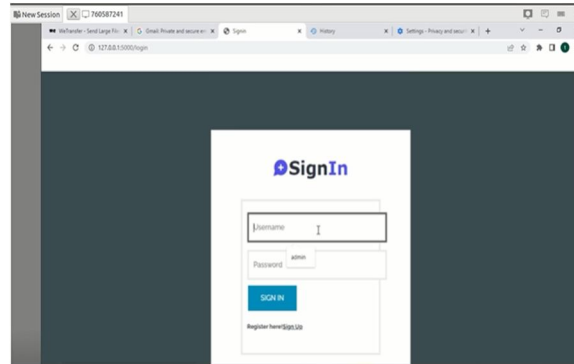 New Session
760587241
WeTransfer - Send Large Files
Gmail: Private and secure e
Signin
History
Settings - Privacy and securi
127.0.0.1:5000/login
SignIn
Username
admin
Password
SIGN IN
Register here!Sign Up